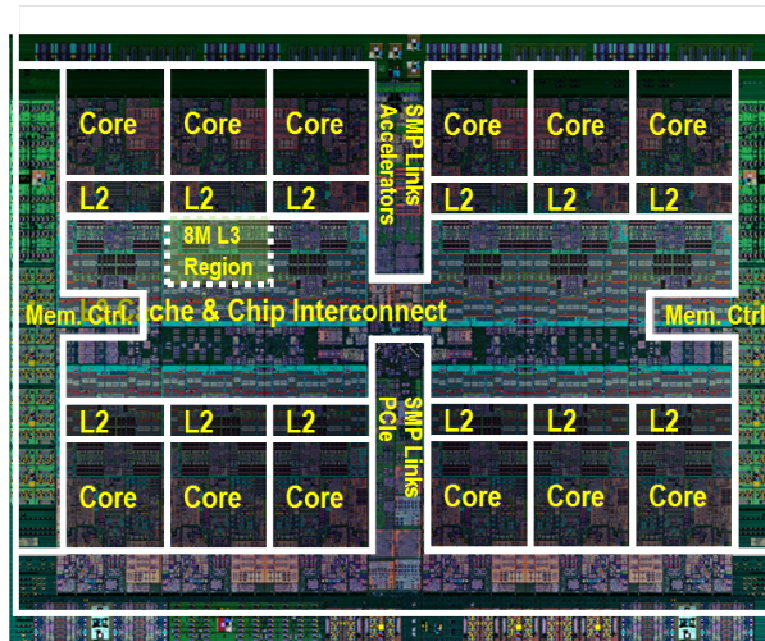 Core Core Core
Core Core Core
L2 L2 L2
L2 L2 L2
Accelerators
SMP Links
8M L3
Region
Mem. Ctrl.
L3 Cache & Chip Interconnect
Mem. Ctrl
L2 L2 L2
L2 L2 L2
PCIe
SMP Links
Core Core Core
Core Core Core